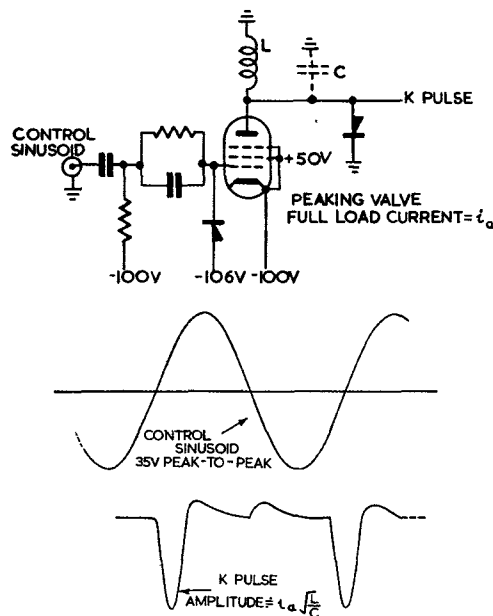 L
C
K PULSE
CONTROL
SINUSOID
+50V
PEAKING VALVE
FULL LOAD CURRENT = ia
-100V
-106V
-100V
CONTROL
SINUSOID
35V PEAK-TO-PEAK
K PULSE
AMPLITUDE ≑ ia √L/C